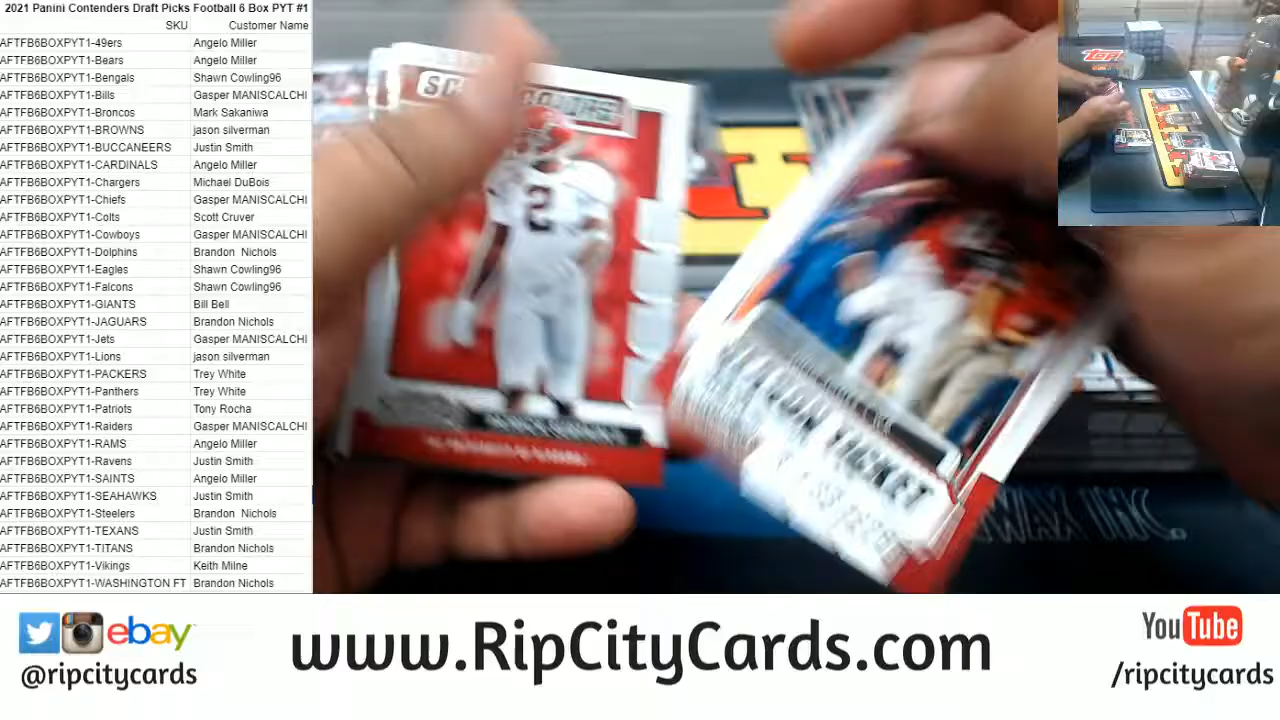 2021 Panini Contenders Draft Picks Football 6 Box PYT #1
SKU Customer Name
AFTFB6BOXPYT1-49ers Angelo Miller
AFTFB6BOXPYT1-Bears Angelo Miller
AFTFB6BOXPYT1-Bengals Shawn Cowling96
AFTFB6BOXPYT1-Bills Gasper MANISCALCHI
AFTFB6BOXPYT1-Broncos Mark Sakaniwa
AFTFB6BOXPYT1-BROWNS jason silverman
AFTFB6BOXPYT1-BUCCANEERS Justin Smith
AFTFB6BOXPYT1-CARDINALS Angelo Miller
AFTFB6BOXPYT1-Chargers Michael DuBois
AFTFB6BOXPYT1-Chiefs Gasper MANISCALCHI
AFTFB6BOXPYT1-Colts Scott Cruver
AFTFB6BOXPYT1-Cowboys Gasper MANISCALCHI
AFTFB6BOXPYT1-Dolphins Brandon Nichols
AFTFB6BOXPYT1-Eagles Shawn Cowling96
AFTFB6BOXPYT1-Falcons Shawn Cowling96
AFTFB6BOXPYT1-GIANTS Bill Bell
AFTFB6BOXPYT1-JAGUARS Brandon Nichols
AFTFB6BOXPYT1-Jets Gasper MANISCALCHI
AFTFB6BOXPYT1-Lions jason silverman
AFTFB6BOXPYT1-PACKERS Trey White
AFTFB6BOXPYT1-Panthers Trey White
AFTFB6BOXPYT1-Patriots Tony Rocha
AFTFB6BOXPYT1-Raiders Gasper MANISCALCHI
AFTFB6BOXPYT1-RAMS Angelo Miller
AFTFB6BOXPYT1-Ravens Justin Smith
AFTFB6BOXPYT1-SAINTS Angelo Miller
AFTFB6BOXPYT1-SEAHAWKS Justin Smith
AFTFB6BOXPYT1-Steelers Brandon Nichols
AFTFB6BOXPYT1-TEXANS Justin Smith
AFTFB6BOXPYT1-TITANS Brandon Nichols
AFTFB6BOXPYT1-Vikings Keith Milne
AFTFB6BOXPYT1-WASHINGTON FT Brandon Nichols
2
TICKET
WAX INC.
Topps
ebay
@ripcitycards
www.RipCityCards.com
YouTube
/ripcitycards